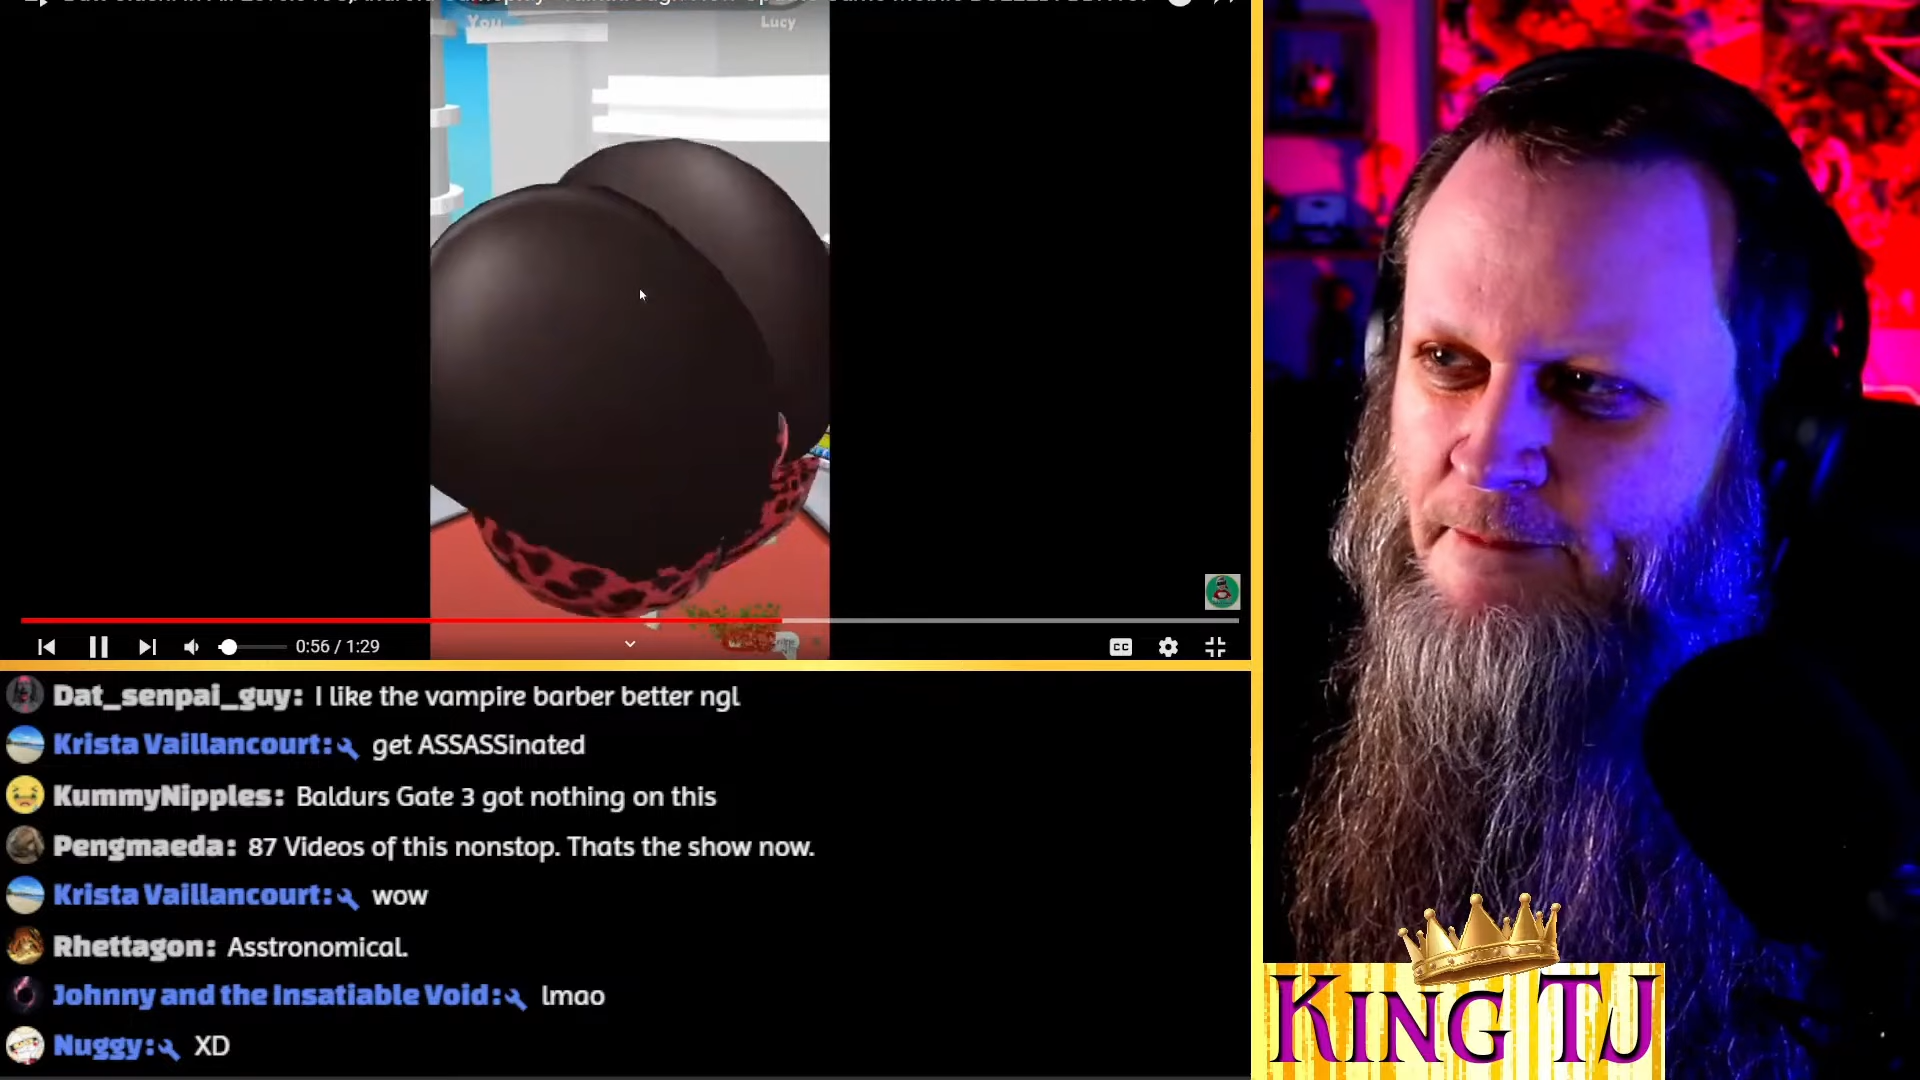 You
Lucy
0:56 / 1:29
CC
Dat_senpai_guy: I like the vampire barber better ngl
Krista Vaillancourt: get ASSASSinated
KummyNipples: Baldurs Gate 3 got nothing on this
Pengmaeda: 87 Videos of this nonstop. Thats the show now.
Krista Vaillancourt: wow
Rhettagon: Asstronomical.
Johnny and the Insatiable Void: lmao
Nuggy: XD
KING TJ